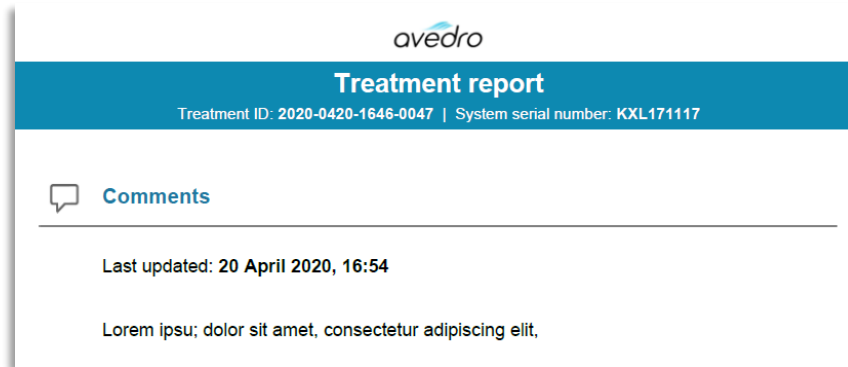 avedro
Treatment report
Treatment ID: 2020-0420-1646-0047 | System serial number: KXL171117
Comments
Last updated: 20 April 2020, 16:54
Lorem ipsu; dolor sit amet, consectetur adipiscing elit,